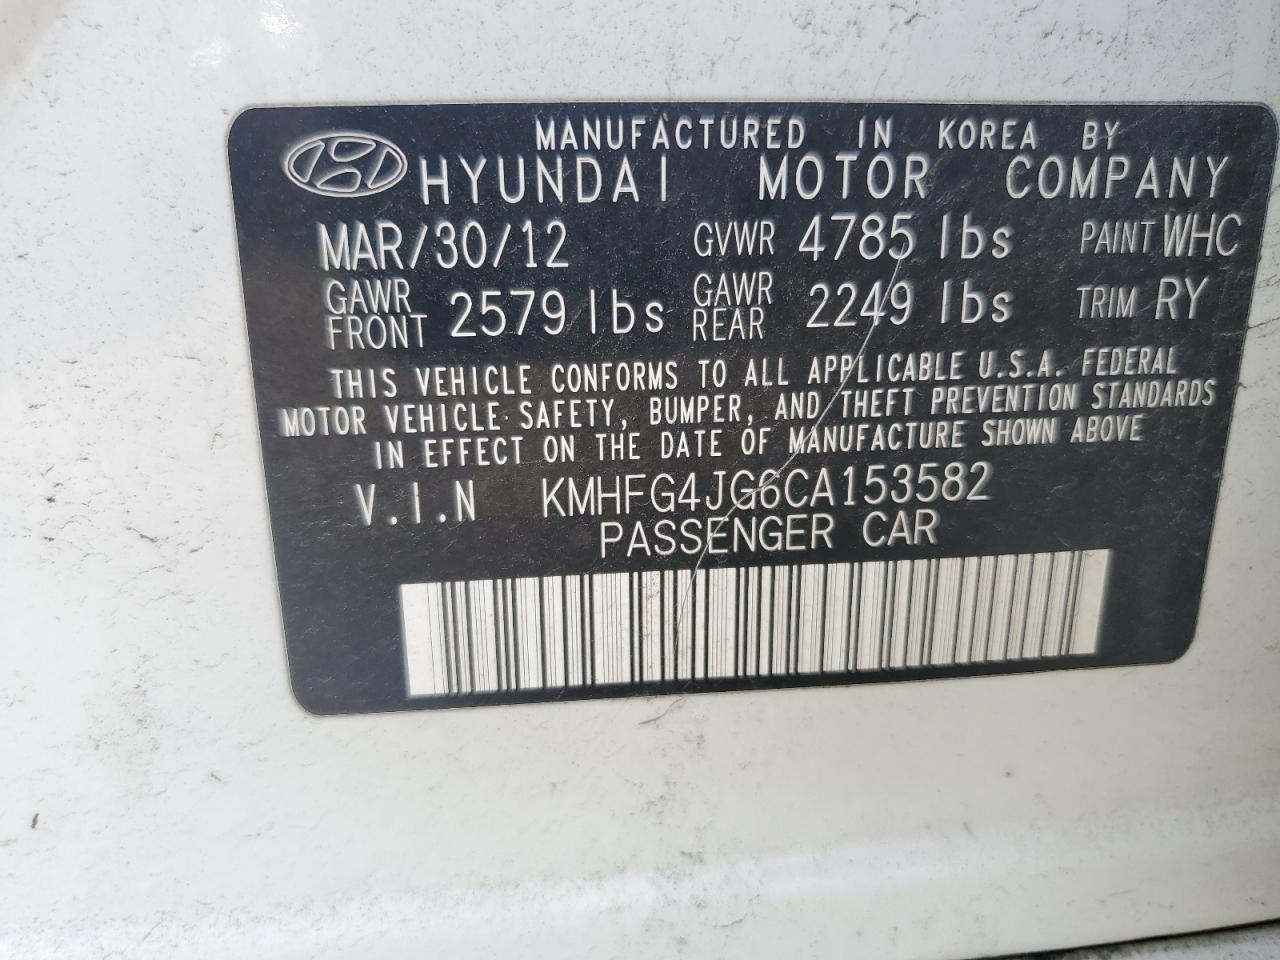 MANUFACTURED IN KOREA BY
HYUNDAI MOTOR COMPANY
MAR/30/12 GVWR 4785 lbs PAINT WHC
GAWR FRONT 2579 lbs GAWR REAR 2249 lbs TRIM RY
THIS VEHICLE CONFORMS TO ALL APPLICABLE U.S.A. FEDERAL
MOTOR VEHICLE SAFETY, BUMPER, AND THEFT PREVENTION STANDARDS
IN EFFECT ON THE DATE OF MANUFACTURE SHOWN ABOVE
V.I.N KMHFG4JG6CA153582
PASSENGER CAR